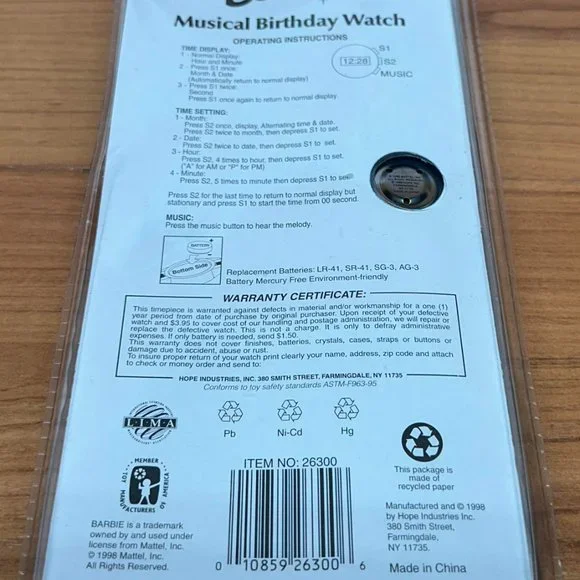 Musical Birthday Watch
OPERATING INSTRUCTIONS
TIME DISPLAY:
1 - Normal Display:
Hour and Minute
2 - Press S1 once:
Month & Date
(Automatically return to normal display)
3 - Press S1 twice:
Second
Press S1 once again to return to normal display.
12:26
S1
S2
MUSIC
TIME SETTING:
1 - Month:
Press S2 once, display, Alternating time & date.
Press S2 twice to month, then depress S1 to set.
2 - Date:
Press S2 twice to date, then depress S1 to set.
3 - Hour:
Press S2, 4 times to hour, then depress S1 to set.
("A" for AM or "P" for PM)
4 - Minute:
Press S2, 5 times to minute then depress S1 to set.
Press S2 for the last time to return to normal display but
stationary and press S1 to start the time from 00 second.
MUSIC:
Press the music button to hear the melody.
BATTERY
Bottom Side
Replacement Batteries: LR-41, SR-41, SG-3, AG-3
Battery Mercury Free Environment-friendly
WARRANTY CERTIFICATE:
This timepiece is warranted against defects in material and/or workmanship for a one (1)
year period from date of purchase by original purchaser. Upon receipt of your defective
watch and $3.95 to cover cost of our handling and postage administration, we will repair or
replace the defective watch. This is not a charge. It is only to defray administrative
expenses. If only battery is needed, send $1.50.
This warranty does not cover finishes, batteries, crystals, cases, straps or buttons or
damage due to accident, abuse or rust.
To insure proper return of your watch print clearly your name, address, zip code and attach
to check or money order and send to:
HOPE INDUSTRIES, INC. 380 SMITH STREET, FARMINGDALE, NY 11735
Conforms to toy safety standards ASTM-F963-95
L·I·M·A
Pb
Ni-Cd
Hg
This package is
made of
recycled paper
MEMBER
TOY MANUFACTURERS OF AMERICA
ITEM NO: 26300
BARBIE is a trademark
owned by and used under
license from Mattel, Inc.
© 1998 Mattel, Inc.
All Rights Reserved.
0 10859 26300 6
Manufactured and © 1998
by Hope Industries Inc.
380 Smith Street,
Farmingdale,
NY 11735.
Made in China